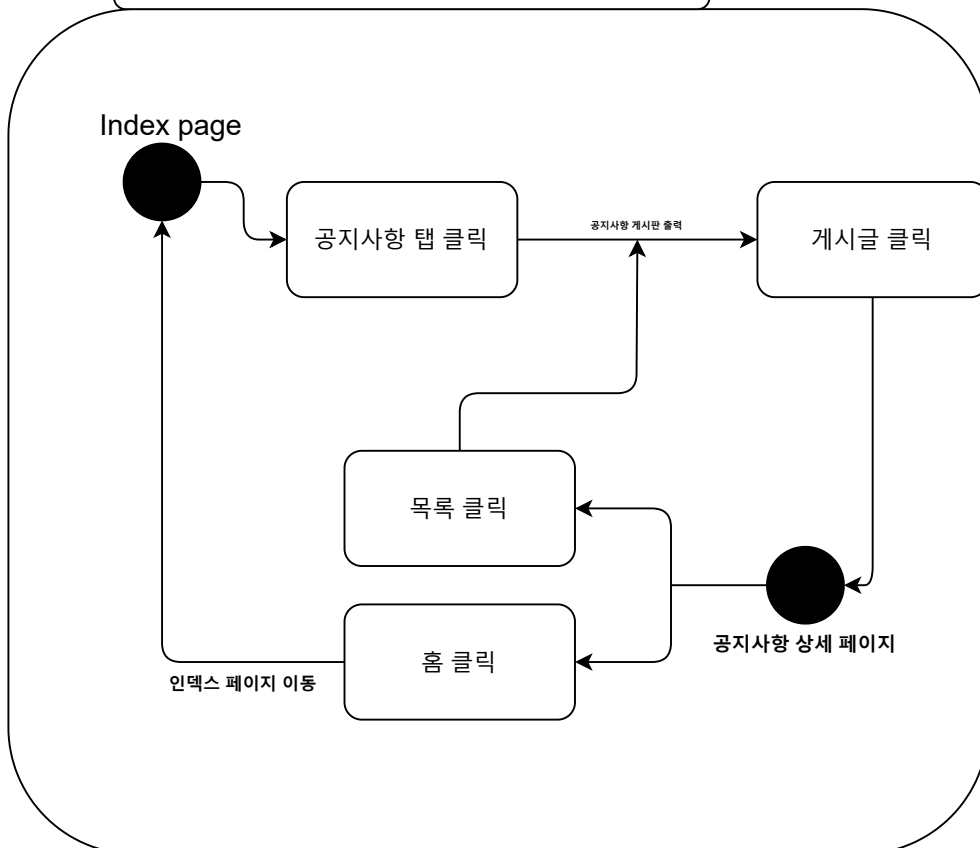 Index page
공지사항 탭 클릭
공지사항 게시판 출력
게시글 클릭
목록 클릭
홈 클릭
공지사항 상세 페이지
인덱스 페이지 이동